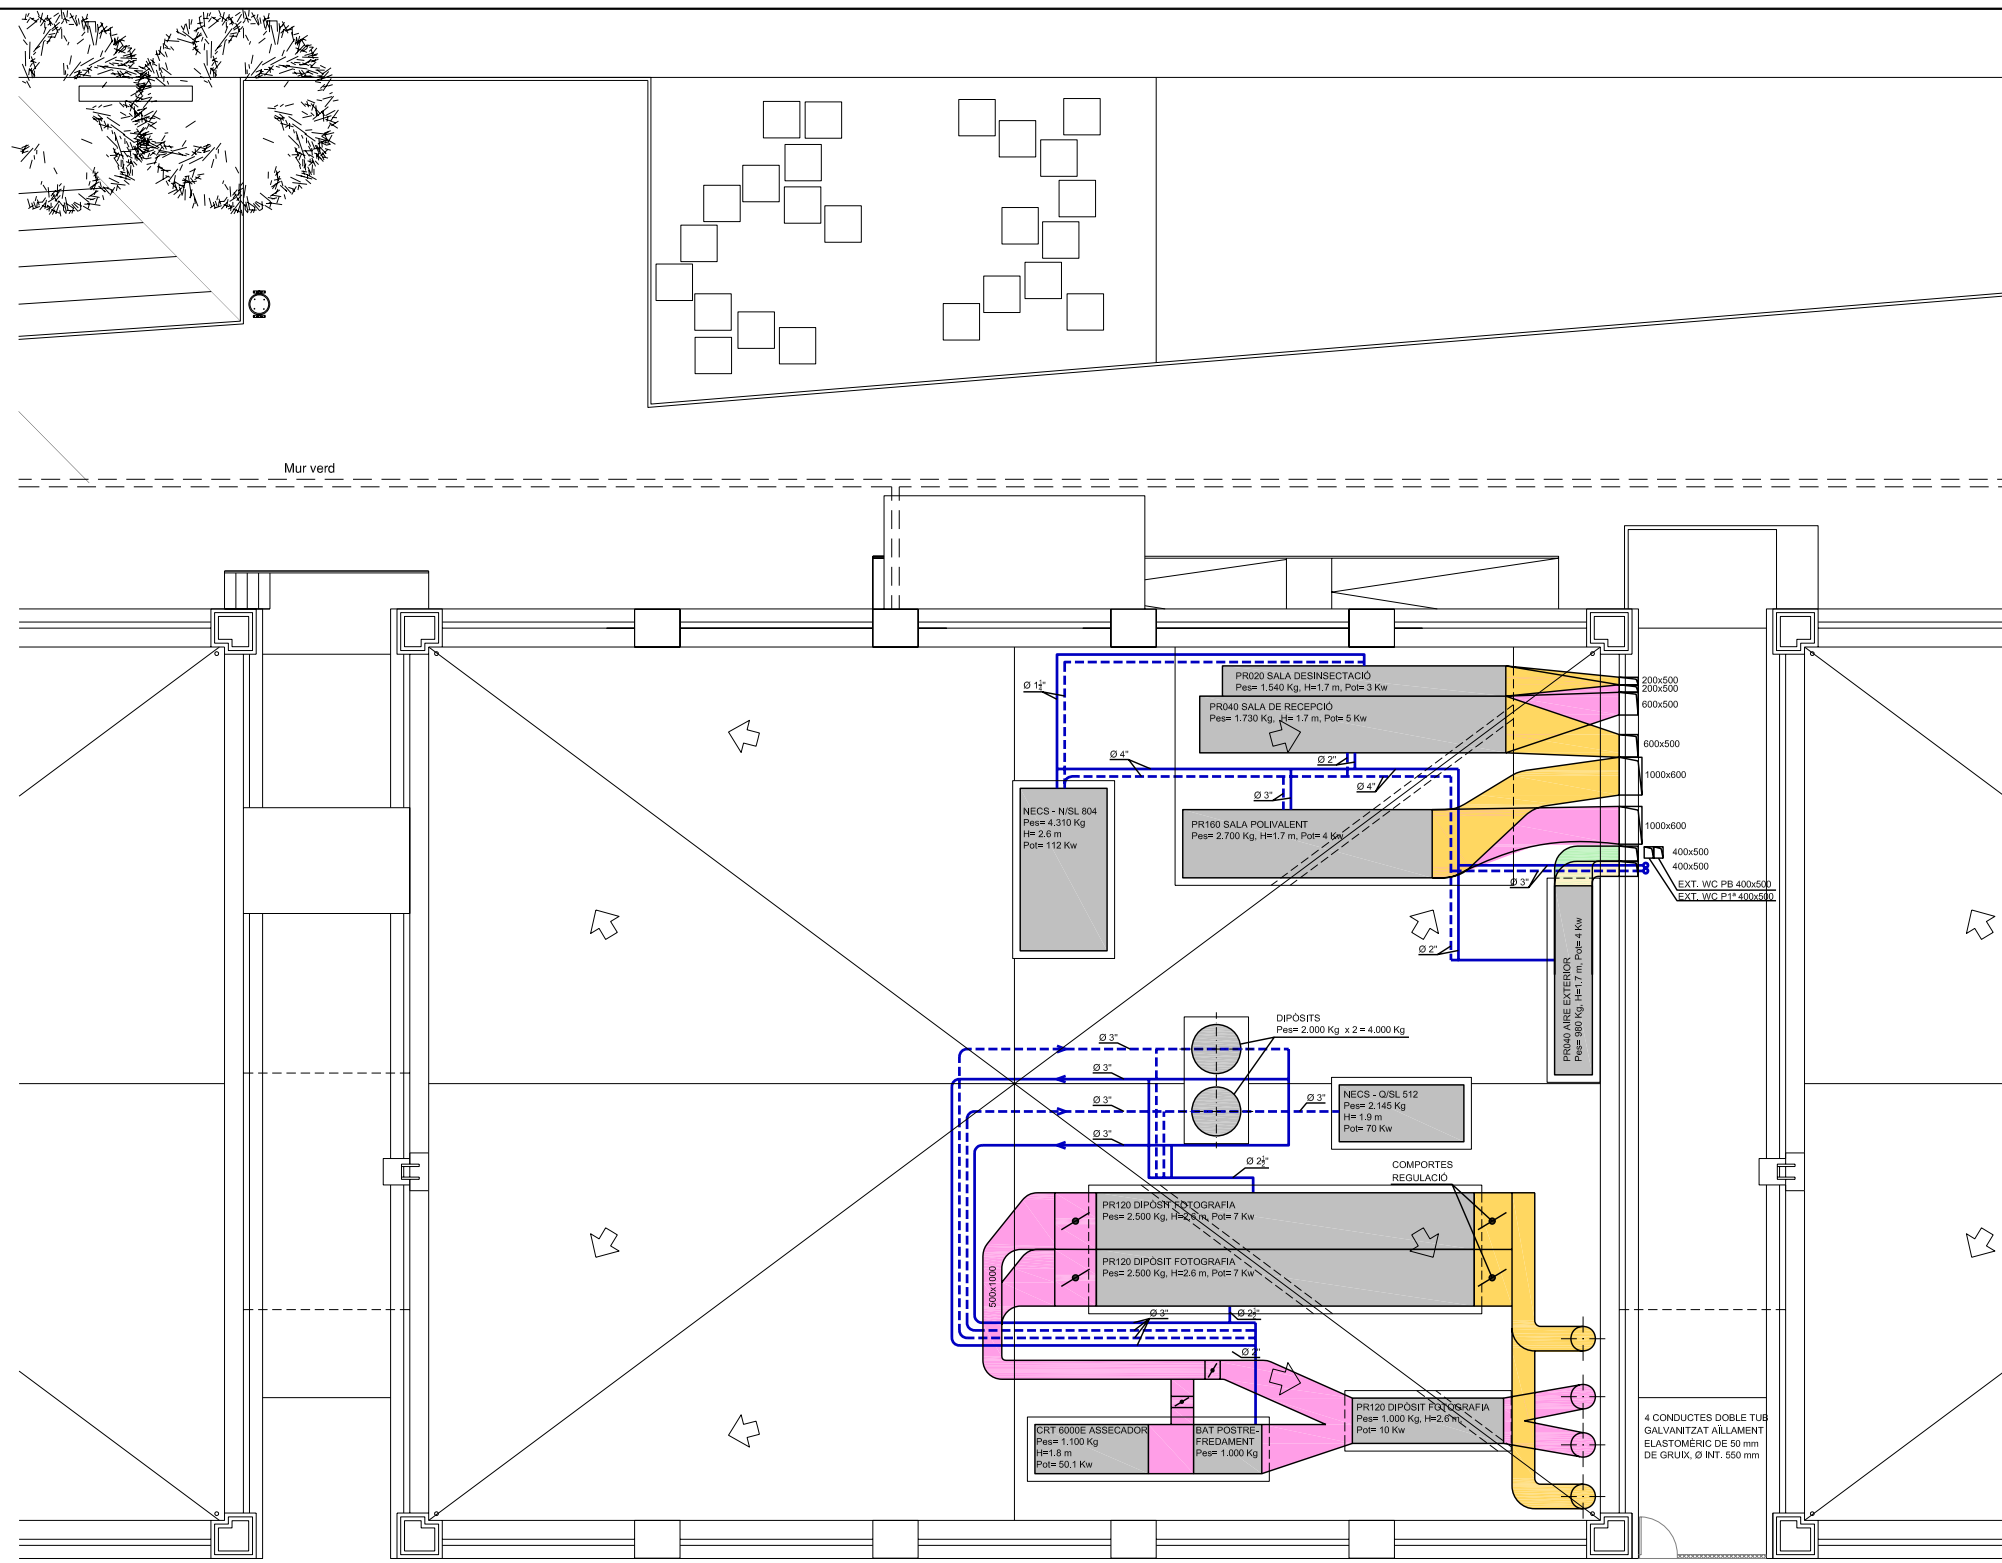 Mur verd
PR020 SALA DESINSECTACIÓ
Pes= 1.540 Kg, H=1.7 m, Pot= 3 Kw
200x500
200x500
Ø 1½"
PR040 SALA DE RECEPCIÓ
Pes= 1.730 Kg, H= 1.7 m, Pot= 5 Kw
600x500
600x500
Ø 4"
Ø 2"
Ø 4"
Ø 3"
1000x600
NECS - N/SL 804
Pes= 4.310 Kg
H= 2.6 m
Pot= 112 Kw
PR160 SALA POLIVALENT
Pes= 2.700 Kg, H=1.7 m, Pot= 4 Kw
1000x600
400x500
400x500
Ø 3"
EXT. WC PB 400x500
EXT. WC P1ª 400x500
Ø 2"
PR040 AIRE EXTERIOR
Pes= 980 Kg, H=1.7 m, Pot= 4 Kw
DIPÒSITS
Pes= 2.000 Kg x 2 = 4.000 Kg
Ø 3"
Ø 3"
Ø 3"
Ø 3"
Ø 3"
NECS - Q/SL 512
Pes= 2.145 Kg
H= 1.9 m
Pot= 70 Kw
Ø 2½"
COMPORTES
REGULACIÓ
PR120 DIPÒSIT FOTOGRAFIA
Pes= 2.500 Kg, H=2.6 m, Pot= 7 Kw
PR120 DIPÒSIT FOTOGRAFIA
Pes= 2.500 Kg, H=2.6 m, Pot= 7 Kw
500x1000
Ø 3"
Ø 2½"
Ø 2"
PR120 DIPÒSIT FOTOGRAFIA
Pes= 1.000 Kg, H=2.6 m,
Pot= 10 Kw
CRT 6000E ASSECADOR
Pes= 1.100 Kg
H=1.8 m
Pot= 50.1 Kw
BAT POSTRE-
FREDAMENT
Pes= 1.000 Kg
4 CONDUCTES DOBLE TUB
GALVANITZAT AÏLLAMENT
ELASTOMÈRIC DE 50 mm
DE GRUIX, Ø INT. 550 mm